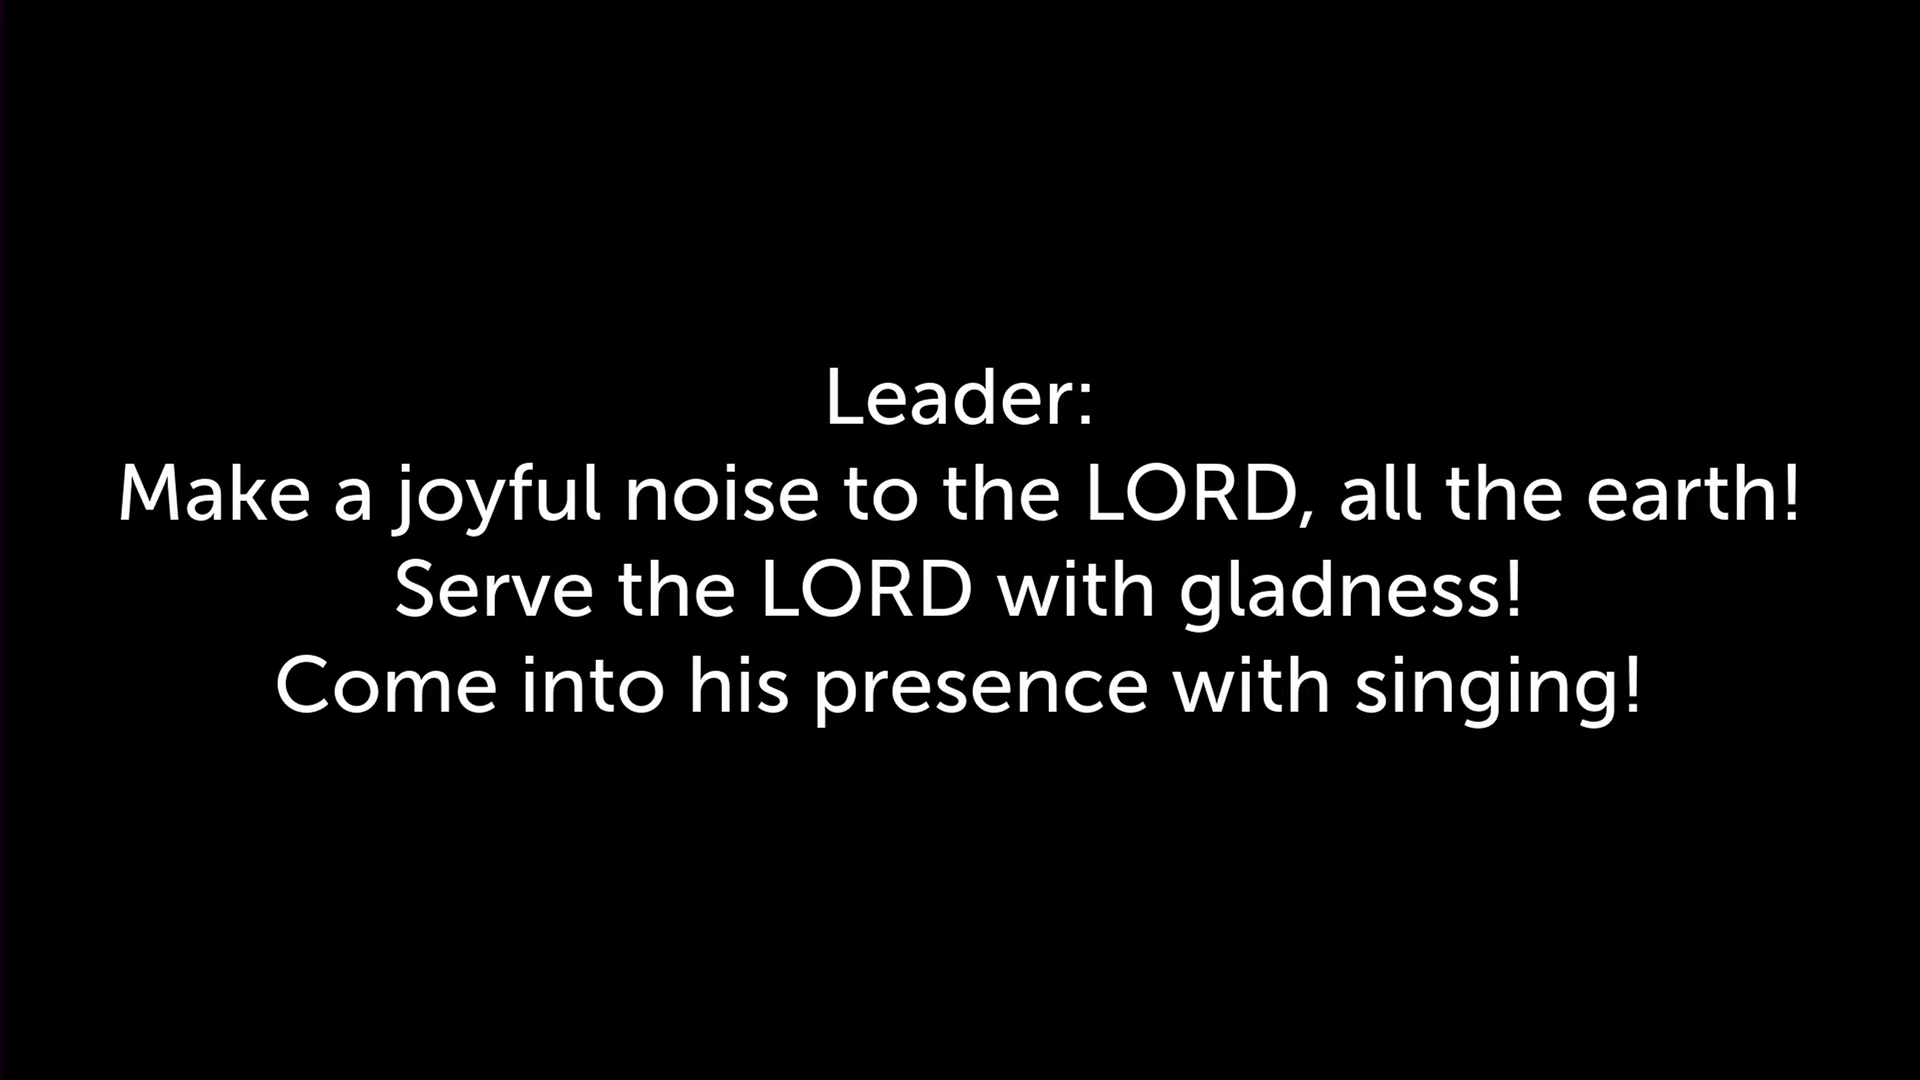 Leader:
Make a joyful noise to the LORD, all the earth!
Serve the LORD with gladness!
Come into his presence with singing!